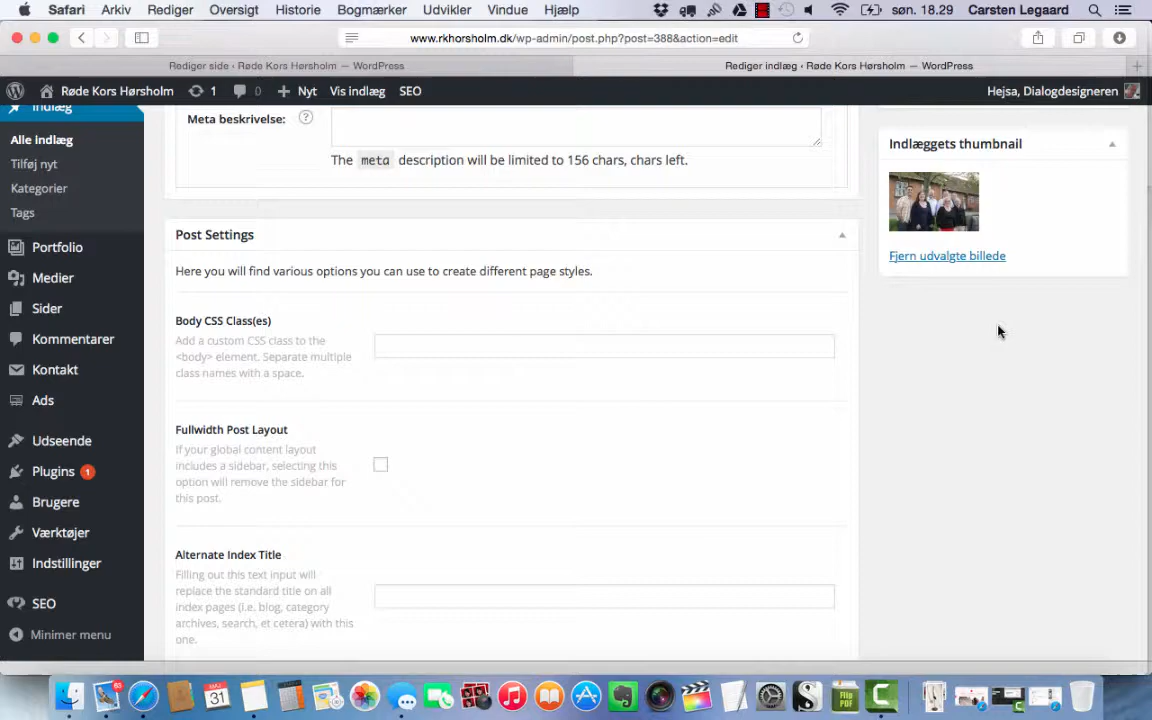 Safari Arkiv Rediger Oversigt Historie Bogmærker Udvikler Vindue Hjælp søn. 18.29 Carsten Legaard
www.rkhorsholm.dk/wp-admin/post.php?post=388&action=edit
Rediger side ‹ Røde Kors Hørsholm — WordPress Rediger indlæg ‹ Røde Kors Hørsholm — WordPress
Røde Kors Hørsholm 1 0 Nyt Vis indlæg SEO Hejsa, Dialogdesigneren
Indlæg
Alle indlæg
Tilføj nyt
Kategorier
Tags
Portfolio
Medier
Sider
Kommentarer
Kontakt
Ads
Udseende
Plugins 1
Brugere
Værktøjer
Indstillinger
SEO
Minimer menu
Meta beskrivelse: ?
The meta description will be limited to 156 chars, chars left.
Post Settings
Here you will find various options you can use to create different page styles.
Body CSS Class(es)
Add a custom CSS class to the
<body> element. Separate multiple
class names with a space.
Fullwidth Post Layout
If your global content layout
includes a sidebar, selecting this
option will remove the sidebar for
this post.
Alternate Index Title
Filling out this text input will
replace the standard title on all
index pages (i.e. blog, category
archives, search, et cetera) with this
one.
Indlæggets thumbnail
Fjern udvalgte billede
31